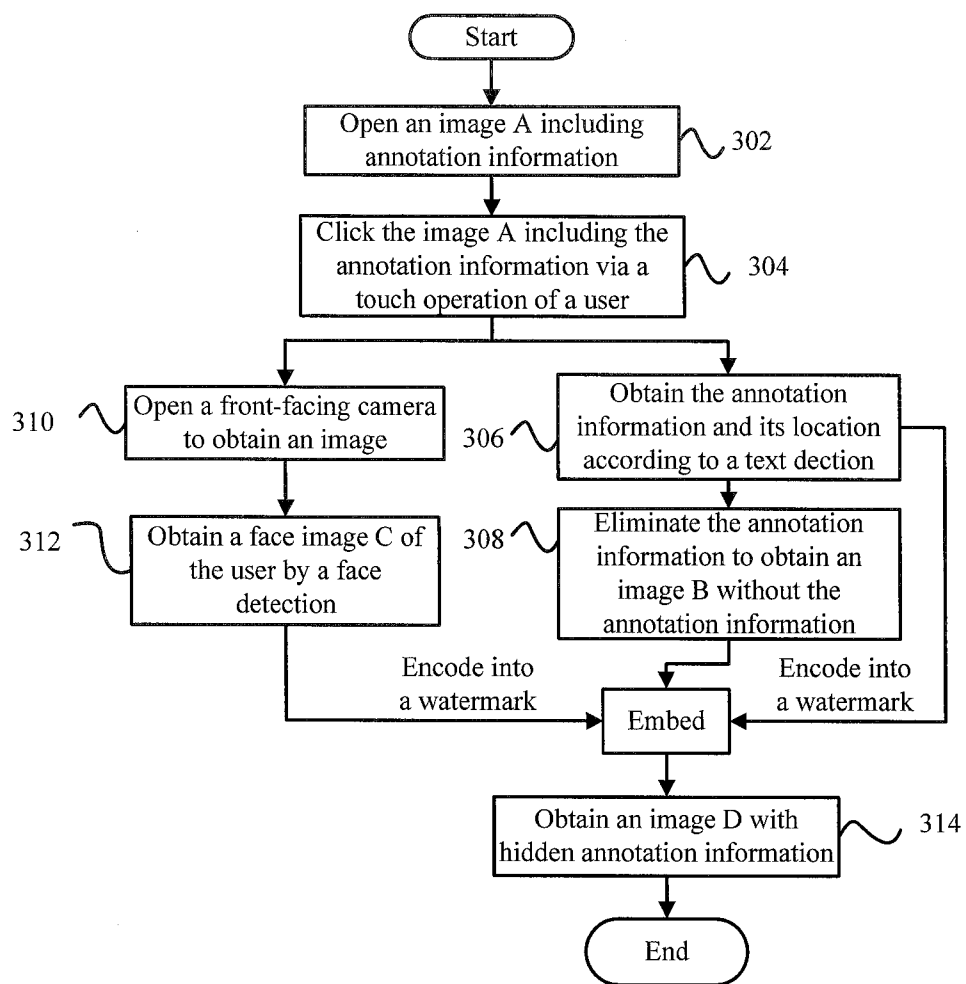 Start
Open an image A including
annotation information
302
Click the image A including the
annotation information via a
touch operation of a user
304
310
Open a front-facing camera
to obtain an image
306
Obtain the annotation
information and its location
according to a text dection
312
Obtain a face image C of
the user by a face
detection
308
Eliminate the annotation
information to obtain an
image B without the
annotation information
Encode into
a watermark
Encode into
a watermark
Embed
Obtain an image D with
hidden annotation information
314
End